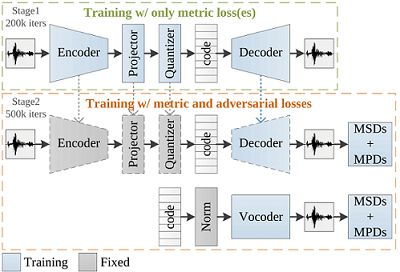 Stage1
200k iters
Training w/ only metric loss(es)
Encoder
Projector
Quantizer
code
Decoder
Stage2
500k iters
Training w/ metric and adversarial losses
Encoder
Projector
Quantizer
code
Decoder
MSDs
+
MPDs
code
Norm
Vocoder
MSDs
+
MPDs
Training
Fixed